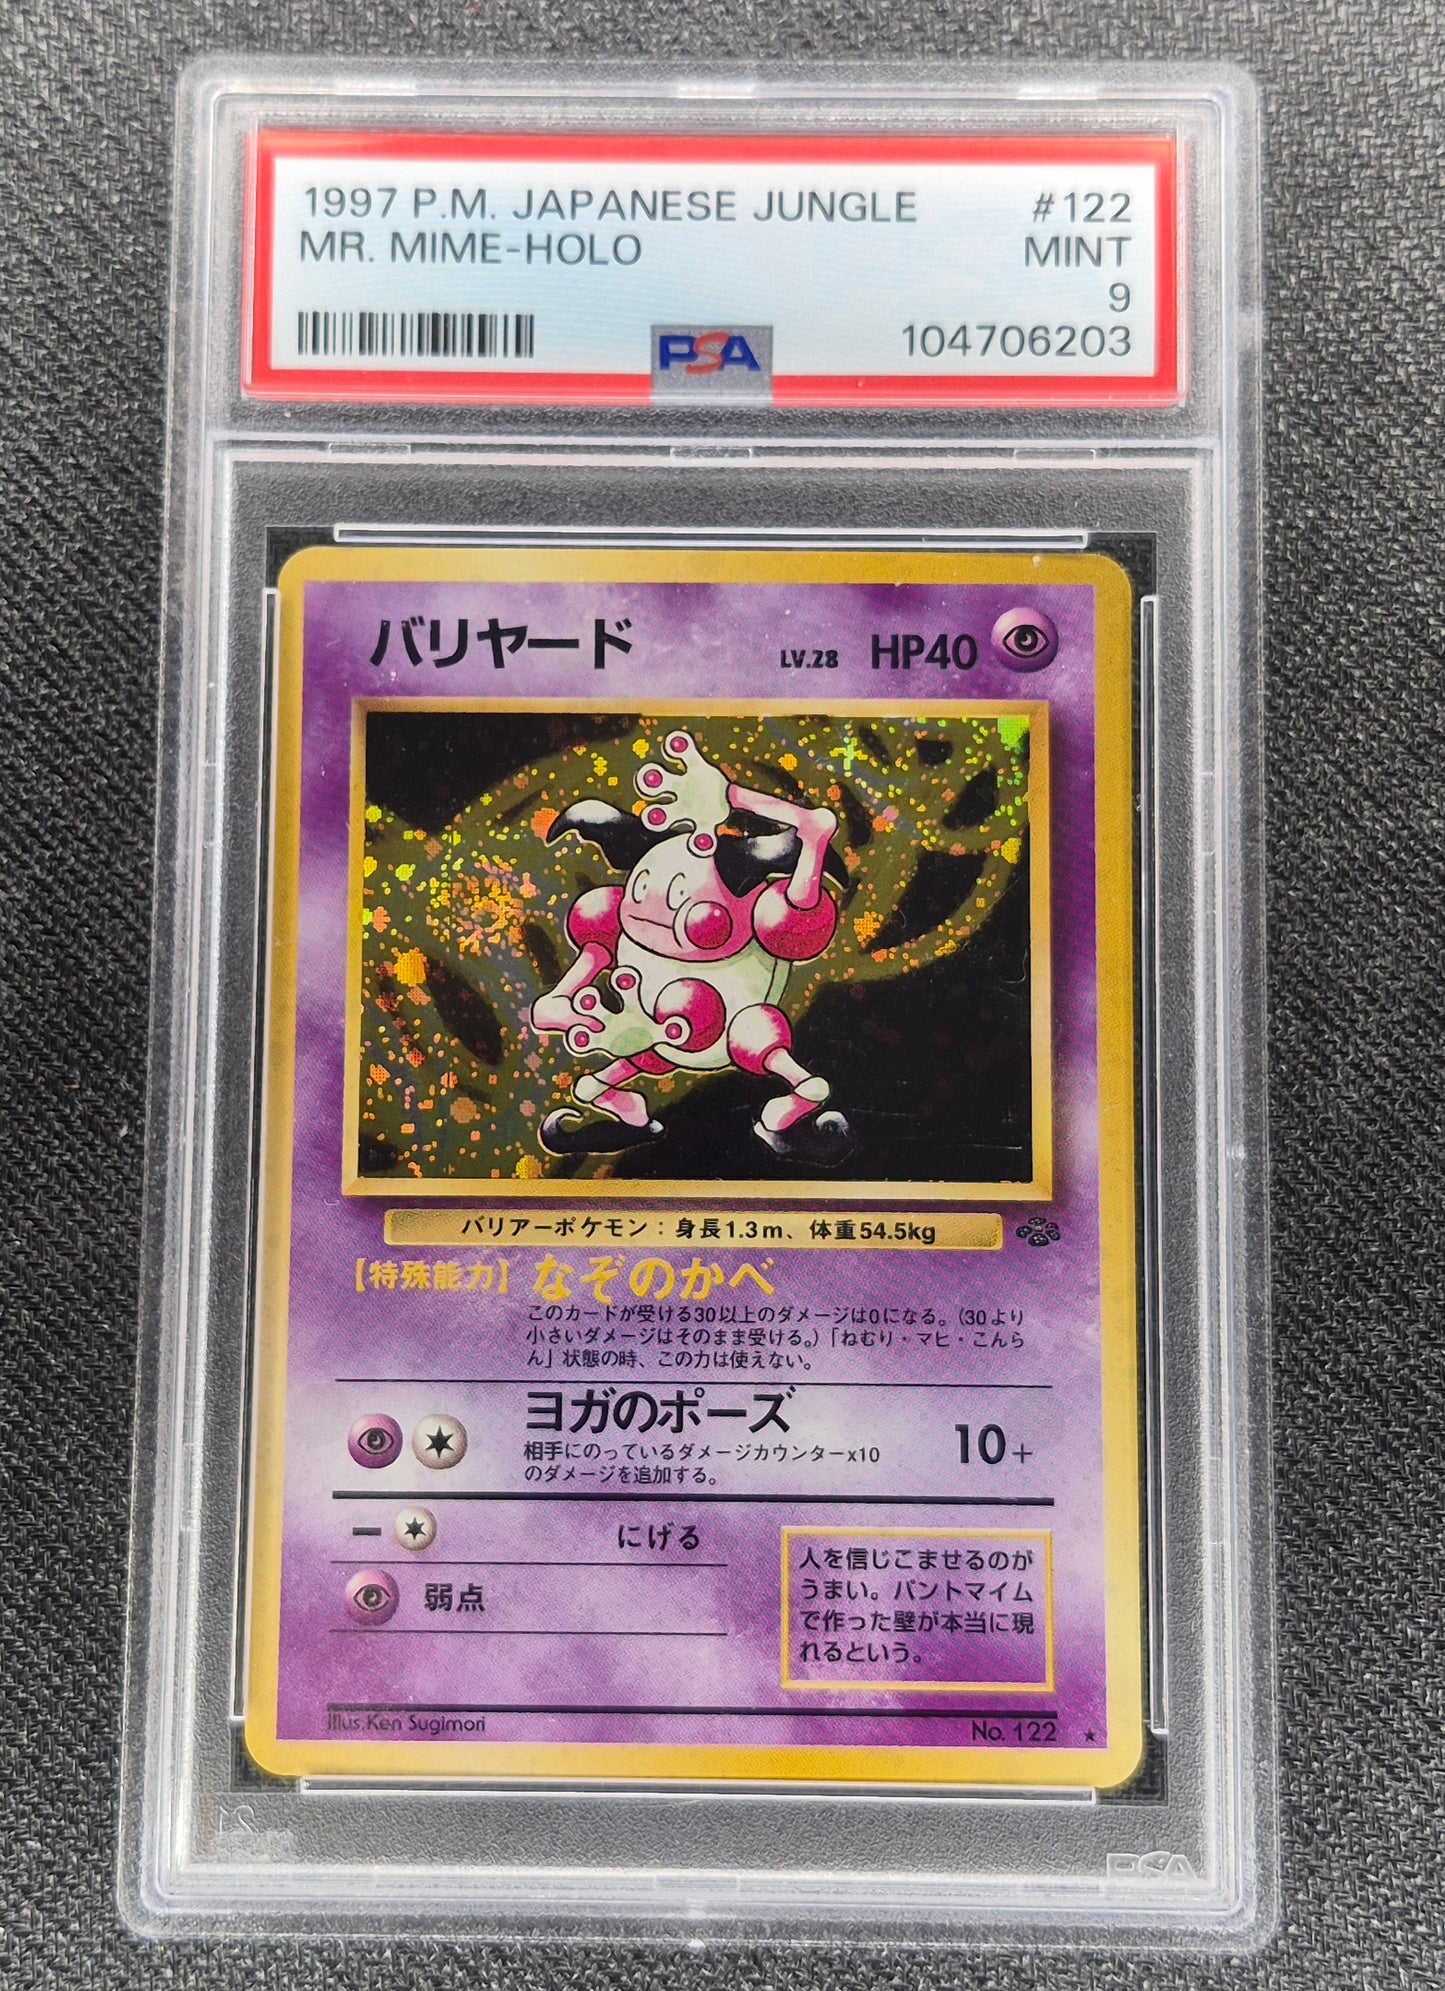 1997 P.M. JAPANESE JUNGLE #122
MR. MIME-HOLO MINT
9
PSA 104706203
バリヤード LV.28 HP40
バリアーポケモン：身長1.3m、体重54.5kg
【特殊能力】なぞのかべ
このカードが受ける30以上のダメージは0になる。(30より
小さいダメージはそのまま受ける。)「ねむり・マヒ・こんら
ん」状態の時、この力は使えない。
ヨガのポーズ 10+
相手にのっているダメージカウンターx10
のダメージを追加する。
ー にげる
弱点
人を信じこませるのが
うまい。パントマイム
で作った壁が本当に現
れるという。
Illus.Ken Sugimori No. 122 ★
PSA